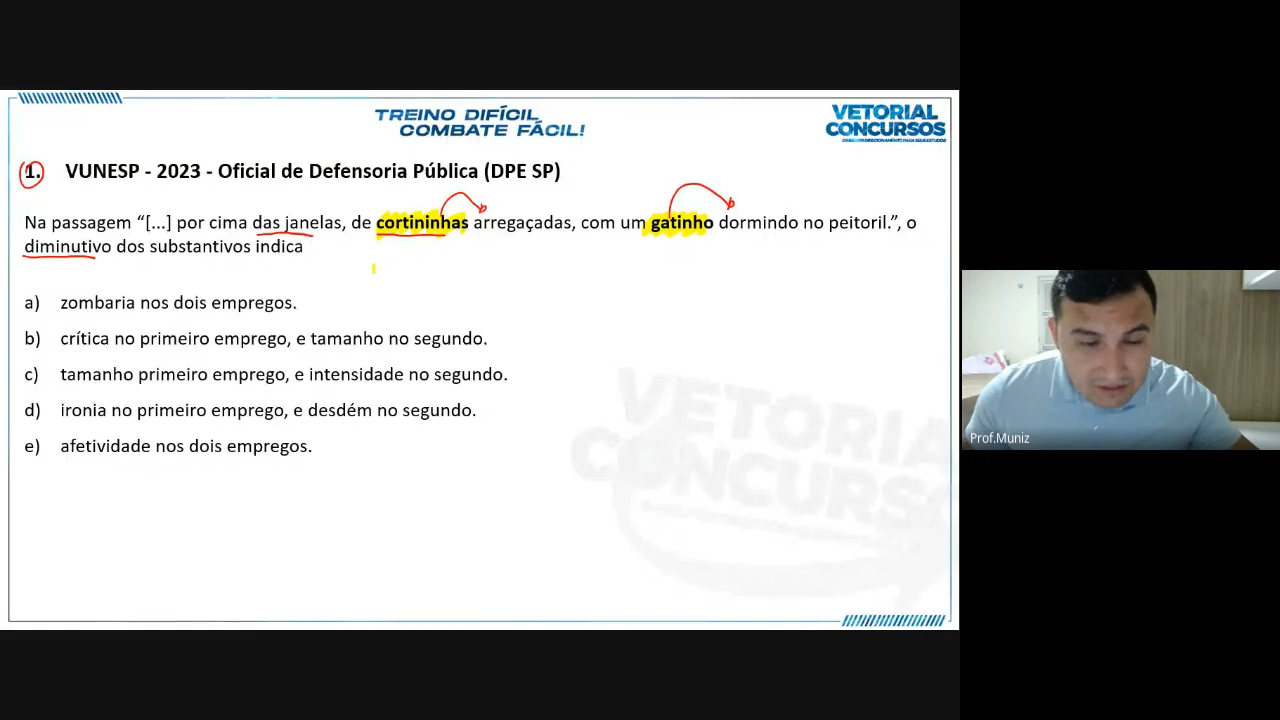 TREINO DIFÍCIL
COMBATE FÁCIL!
VETORIAL
CONCURSOS
1. VUNESP - 2023 - Oficial de Defensoria Pública (DPE SP)
Na passagem “[...] por cima das janelas, de cortininhas arregaçadas, com um gatinho dormindo no peitoril.”, o
diminutivo dos substantivos indica
a) zombaria nos dois empregos.
b) crítica no primeiro emprego, e tamanho no segundo.
c) tamanho primeiro emprego, e intensidade no segundo.
d) ironia no primeiro emprego, e desdém no segundo.
e) afetividade nos dois empregos.
VETORIAL
CONCURSOS
Prof.Muniz